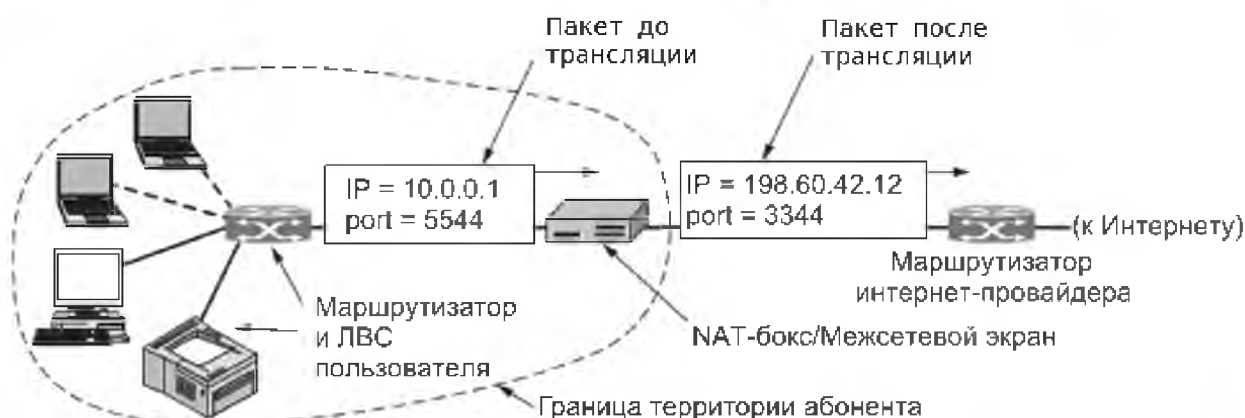 Пакет до
трансляции
Пакет после
трансляции
IP = 10.0.0.1
port = 5544
IP = 198.60.42.12
port = 3344
(к Интернету)
Маршрутизатор
интернет-провайдера
Маршрутизатор
и ЛВС
пользователя
NAT-бокс/Межсетевой экран
Граница территории абонента